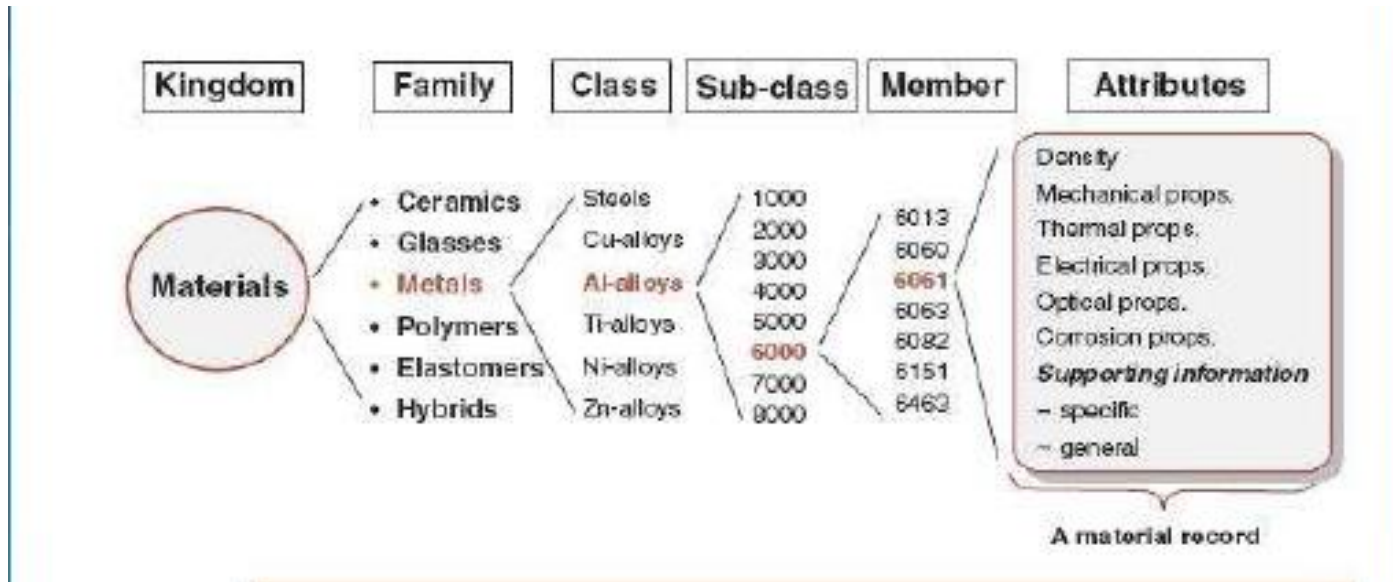 Kingdom
Family
Class
Sub-class
Member
Attributes
Materials
• Ceramics
• Glasses
• Metals
• Polymers
• Elastomers
• Hybrids
Steels
Cu-alloys
Al-alloys
Ti-alloys
Ni-alloys
Zn-alloys
1000
2000
3000
4000
5000
6000
7000
8000
6013
6060
6061
6063
6082
6151
6463
Density
Mechanical props.
Thermal props.
Electrical props.
Optical props.
Corrosion props.
Supporting information
– specific
– general
A material record